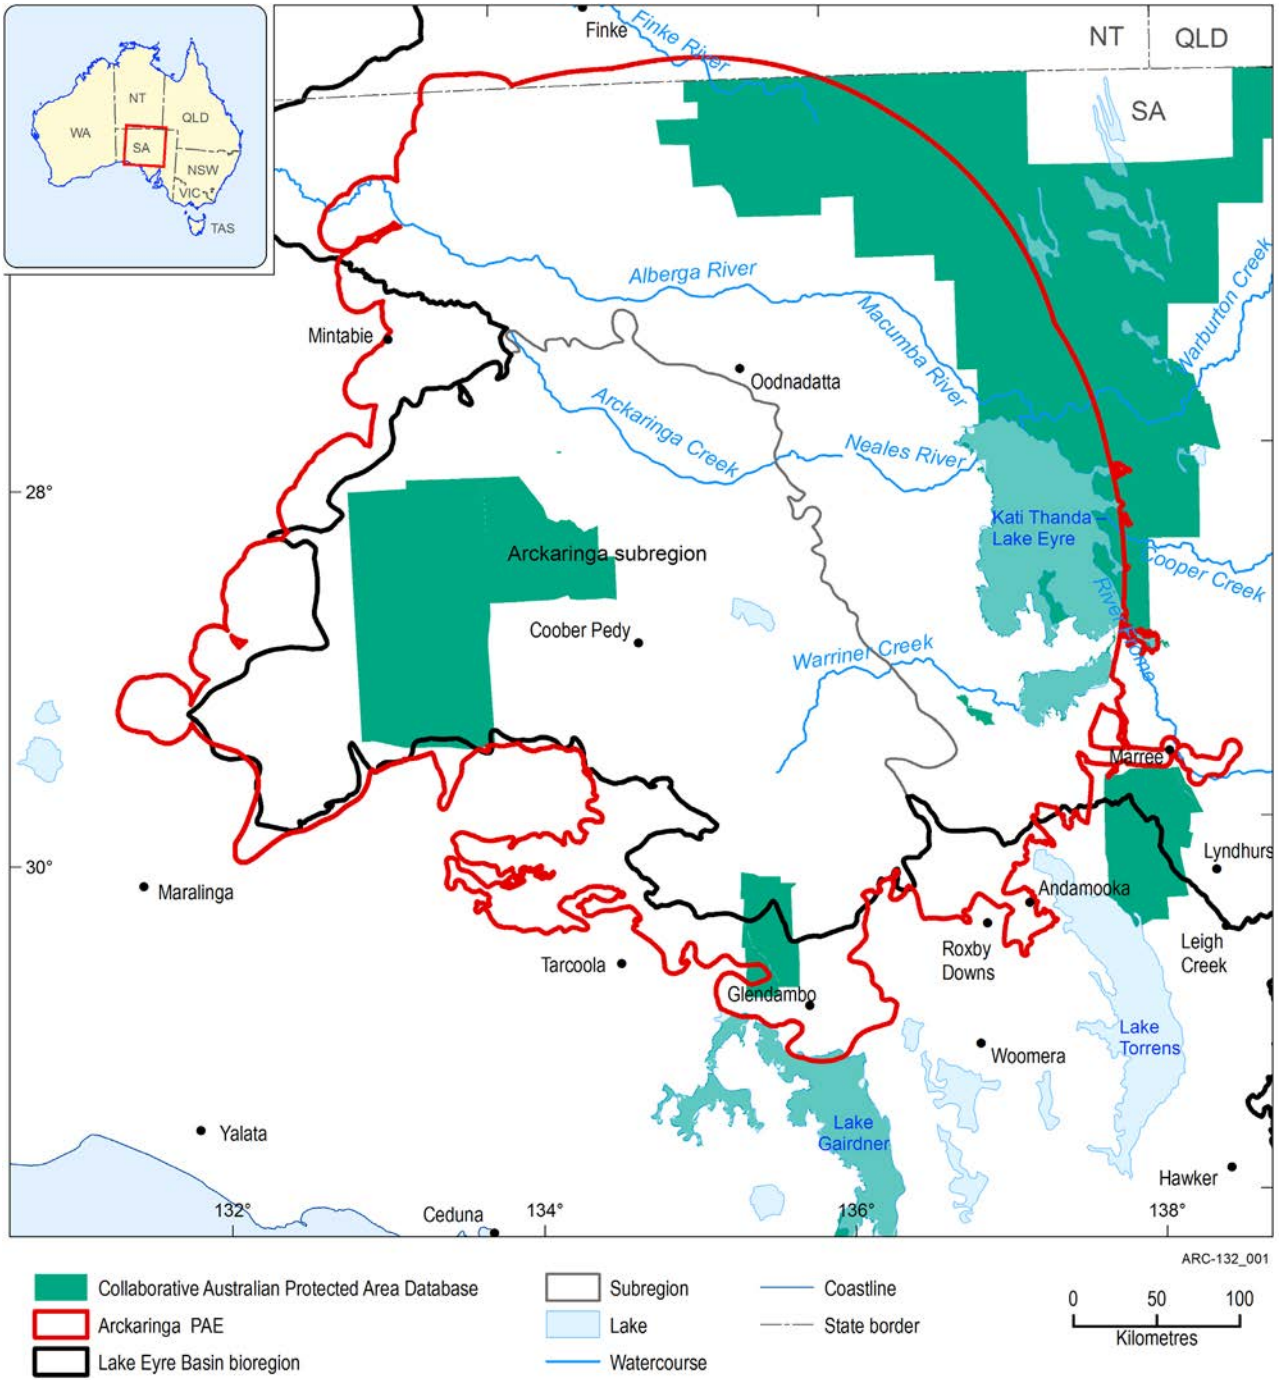 Finke
Finke River
NT
QLD
SA
WA
NT
QLD
SA
NSW
VIC
TAS
Alberga River
Warburton Creek
Macumba River
Mintabie
Oodnadatta
Arckaringa Creek
Neales River
28°
Kati Thanda –
Lake Eyre
Arckaringa subregion
Cooper Creek
Coober Pedy
Warriner Creek
River Frome
Marree
Lyndhurs
30°
Maralinga
Andamooka
Roxby
Downs
Leigh
Creek
Tarcoola
Glendambo
Lake
Torrens
Woomera
Lake
Gairdner
Yalata
Hawker
Ceduna
132°
134°
136°
138°
ARC-132_001
Collaborative Australian Protected Area Database
Arckaringa PAE
Lake Eyre Basin bioregion
Subregion
Lake
Watercourse
Coastline
State border
0 50 100
Kilometres